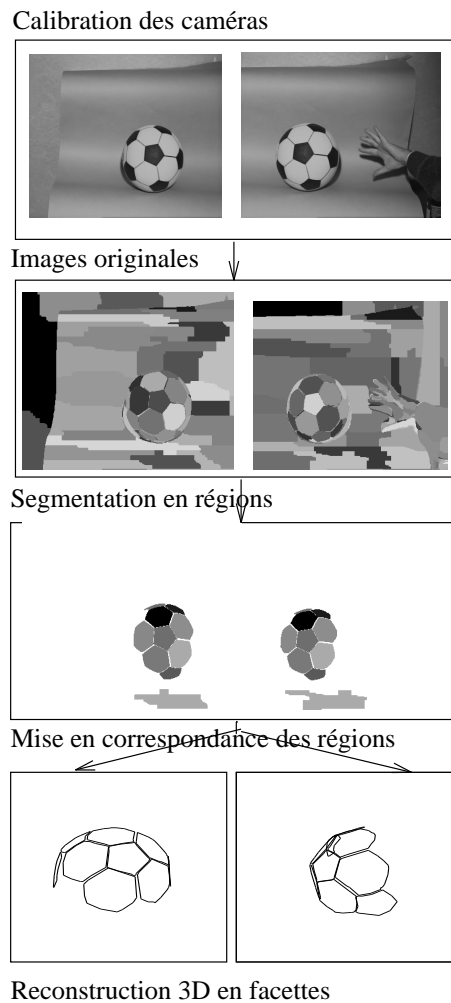 Calibration des caméras
Images originales
Segmentation en régions
Mise en correspondance des régions
Reconstruction 3D en facettes